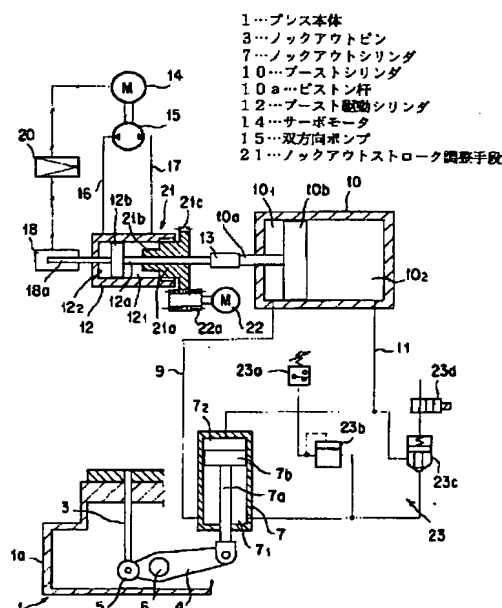 1…プレス本体
3…ノックアウトピン
7…ノックアウトシリンダ
10…ブーストシリンダ
10a…ピストン杆
12…ブースト駆動シリンダ
14…サーボモータ
15…双方向ポンプ
21…ノックアウトストローク調整手段
M
14
15
20
16
17
21
12b
21b
21c
10a
10₁
10b
10
18
13
18a
10₂
12₂
12
12a
12₁
21a
22a
M
22
9
11
23a
23d
7₂
23b
7b
23c
7a
3
7
23
1a
7₁
5
6
4
1